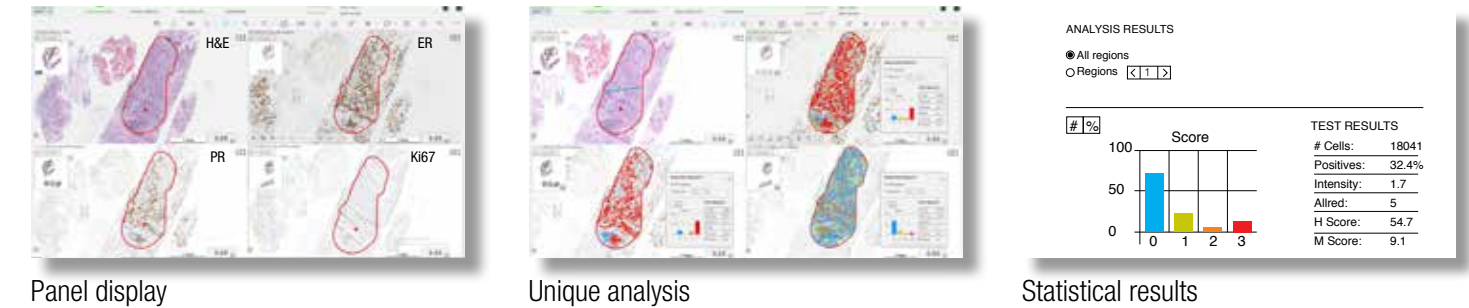 H&E
ER
PR
Ki67
Panel display
Unique analysis
ANALYSIS RESULTS
All regions
Regions < 1 >
# %
Score
100
50
0
0 1 2 3
TEST RESULTS
# Cells: 18041
Positives: 32.4%
Intensity: 1.7
Allred: 5
H Score: 54.7
M Score: 9.1
Statistical results